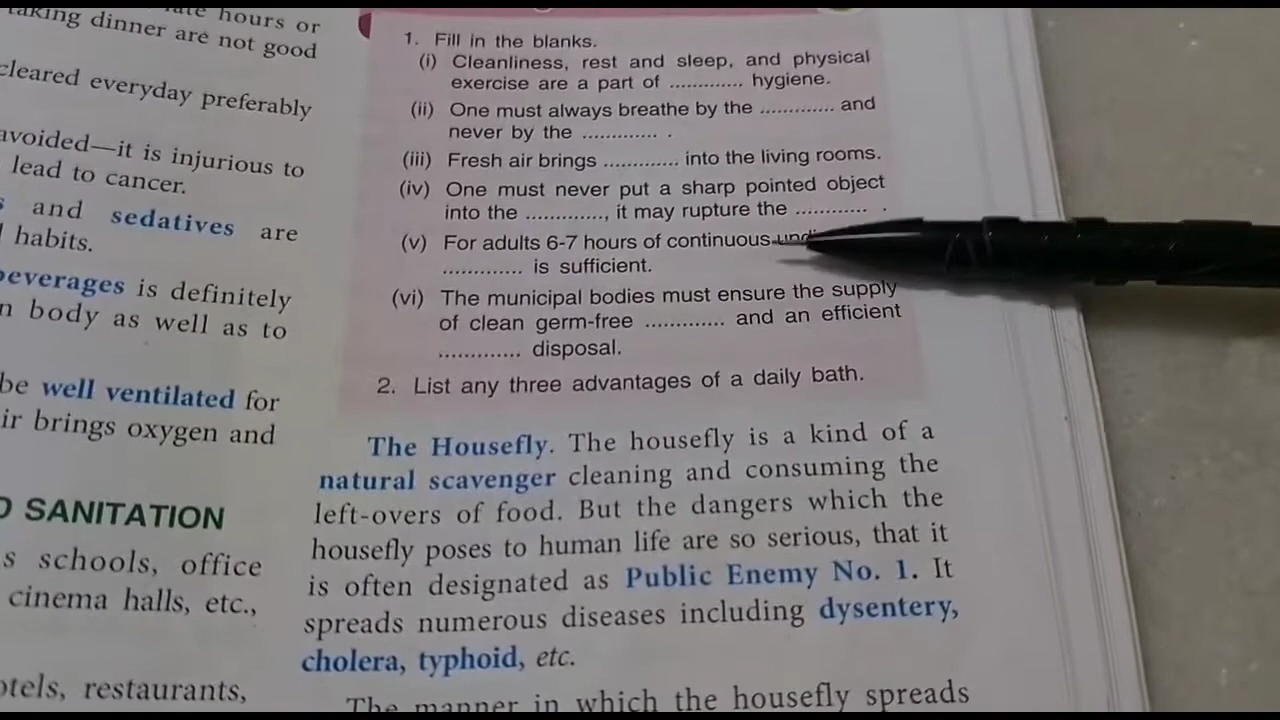 late hours or
taking dinner are not good
cleared everyday preferably
avoided—it is injurious to
lead to cancer.
and sedatives are
habits.
beverages is definitely
body as well as to
be well ventilated for
brings oxygen and
SANITATION
schools, office
cinema halls, etc.,
restaurants,
1. Fill in the blanks.
(i) Cleanliness, rest and sleep, and physical
exercise are a part of ............. hygiene.
(ii) One must always breathe by the ............. and
never by the ............. .
(iii) Fresh air brings ............. into the living rooms.
(iv) One must never put a sharp pointed object
into the ............., it may rupture the ............. .
(v) For adults 6-7 hours of continuous
.............. is sufficient.
(vi) The municipal bodies must ensure the supply
of clean germ-free ............. and an efficient
.............. disposal.
2. List any three advantages of a daily bath.
The Housefly. The housefly is a kind of a
natural scavenger cleaning and consuming the
left-overs of food. But the dangers which the
housefly poses to human life are so serious, that it
is often designated as Public Enemy No. 1. It
spreads numerous diseases including dysentery,
cholera, typhoid, etc.
The manner in which the housefly spreads